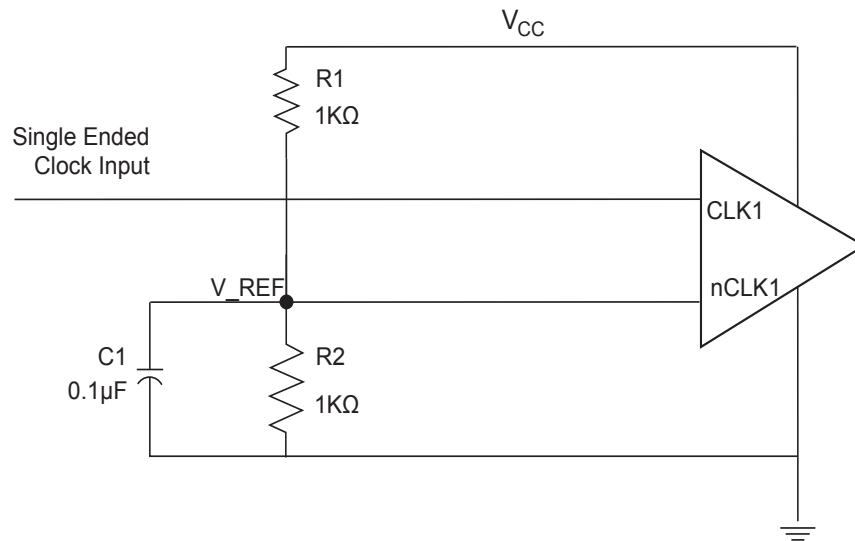 V_CC
R1
1KΩ
Single Ended
Clock Input
CLK1
V_REF
nCLK1
C1
0.1µF
R2
1KΩ